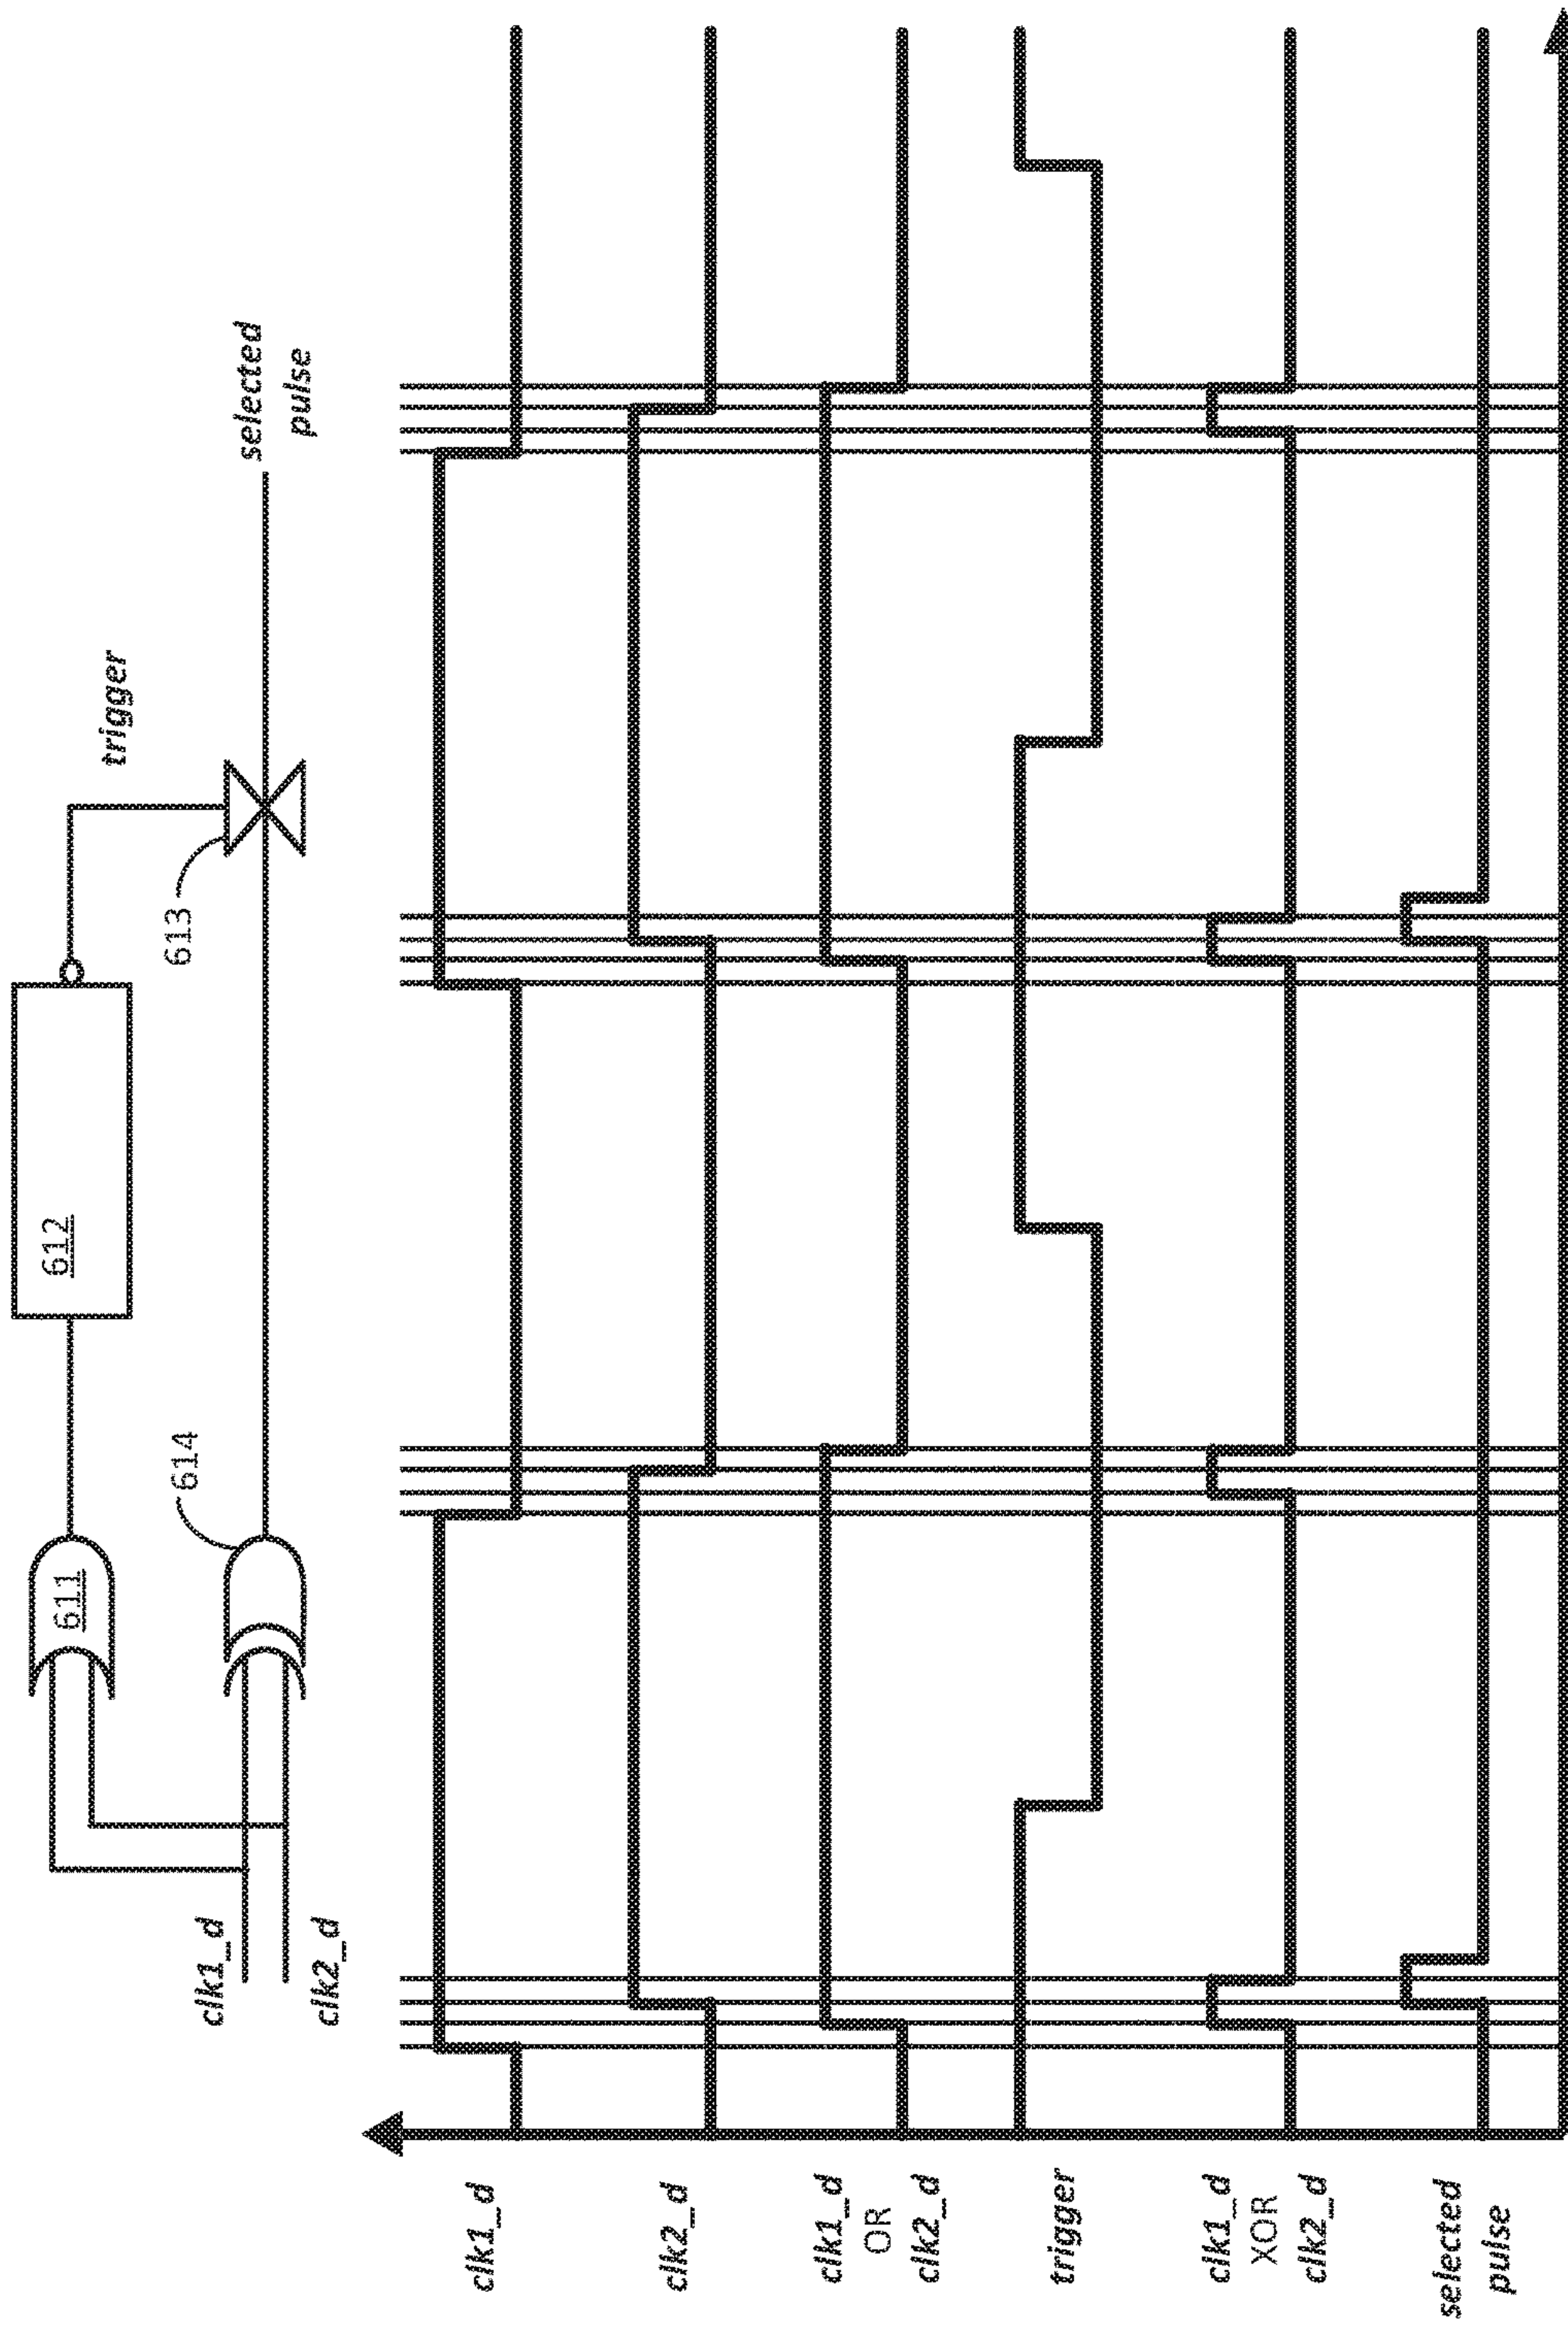 612
trigger
611
614
613
clk1_d
clk2_d
selected
pulse
clk1_d
clk2_d
clk1_d
OR
clk2_d
trigger
clk1_d
XOR
clk2_d
selected
pulse